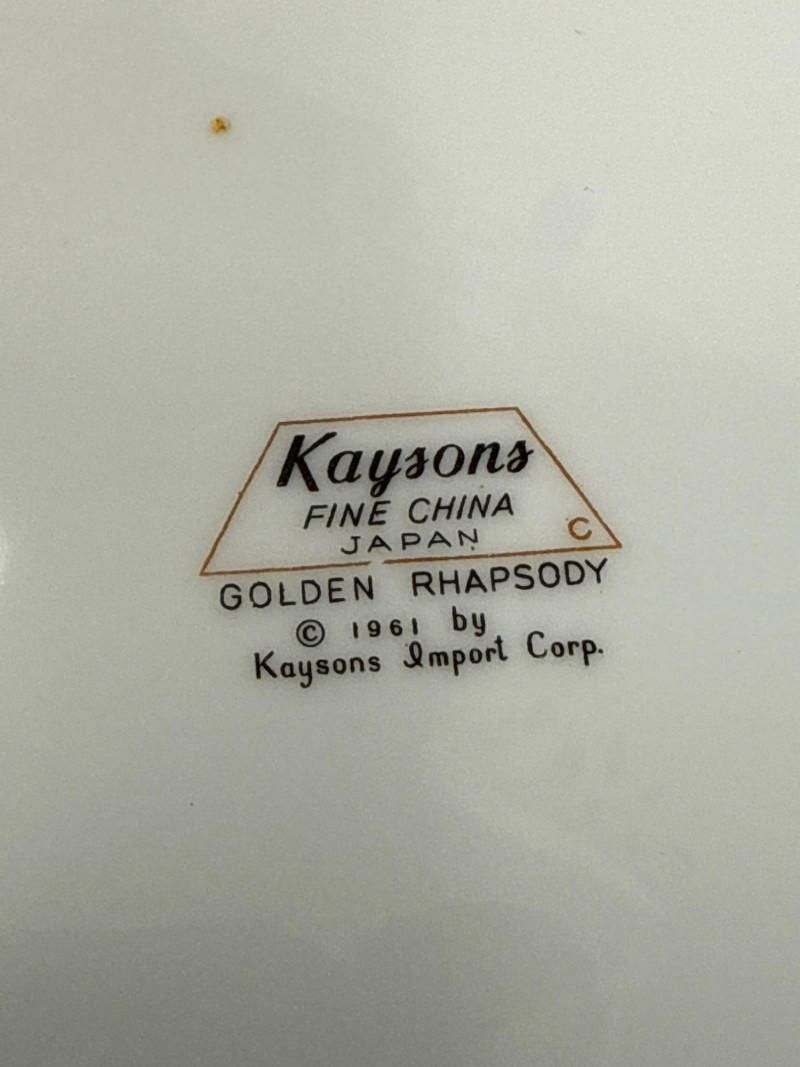 Kaysons
FINE CHINA
JAPAN
C
GOLDEN RHAPSODY
© 1961 by
Kaysons Import Corp.